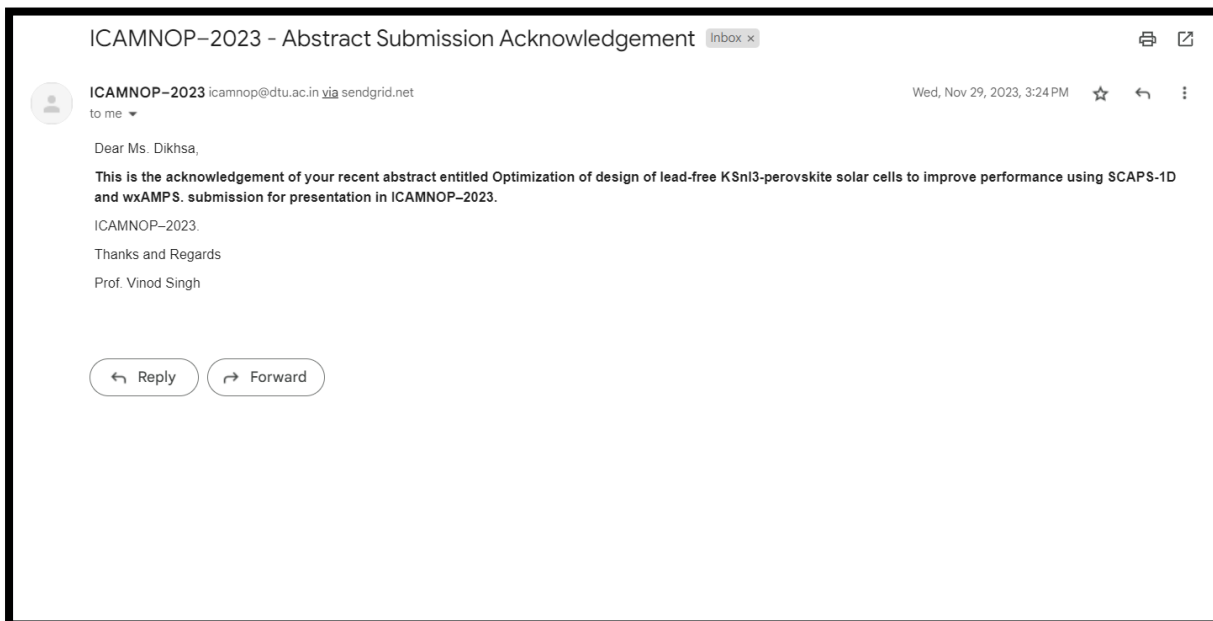 ICAMNOP–2023 - Abstract Submission Acknowledgement Inbox ×
ICAMNOP–2023 icamnop@dtu.ac.in via sendgrid.net Wed, Nov 29, 2023, 3:24 PM
to me
Dear Ms. Dikhsa,
This is the acknowledgement of your recent abstract entitled Optimization of design of lead-free KSnI3-perovskite solar cells to improve performance using SCAPS-1D
and wxAMPS. submission for presentation in ICAMNOP–2023.
ICAMNOP–2023.
Thanks and Regards
Prof. Vinod Singh
Reply Forward